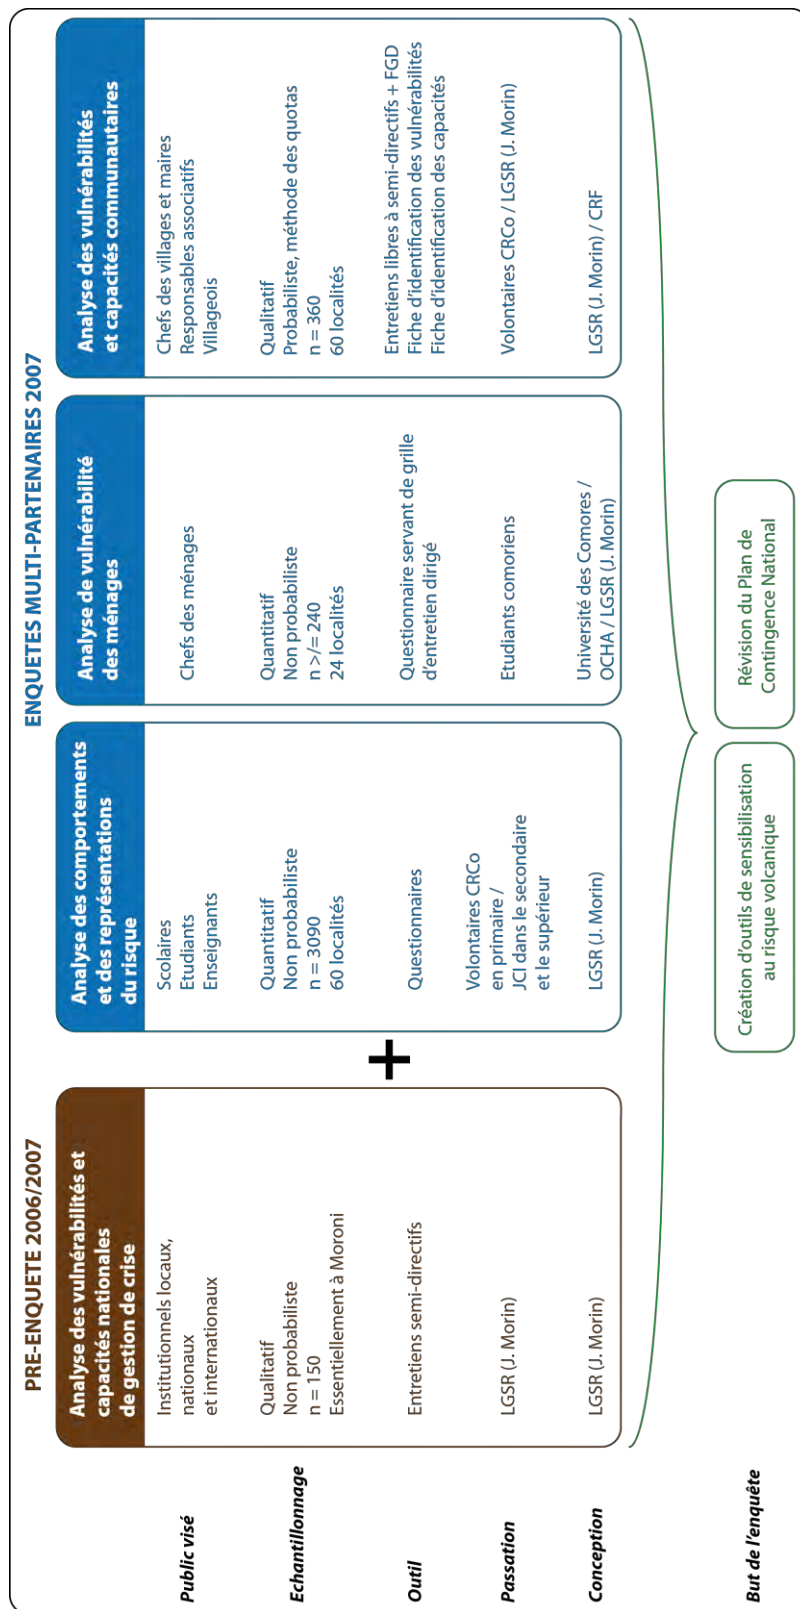 PRE-ENQUETE 2006/2007
ENQUETES MULTI-PARTENAIRES 2007
Analyse des vulnérabilités et
capacités nationales
de gestion de crise
Analyse des comportements
et des représentations
du risque
Analyse de vulnérabilité
des ménages
Analyse des vulnérabilités
et capacités communautaires
Public visé
Institutionnels locaux,
nationaux
et internationaux
Scolaires
Etudiants
Enseignants
Chefs des ménages
Chefs des villages et maires
Responsables associatifs
Villageois
Echantillonnage
Qualitatif
Non probabiliste
n = 150
Essentiellement à Moroni
Quantitatif
Non probabiliste
n = 3090
60 localités
Quantitatif
Non probabiliste
n >/= 240
24 localités
Qualitatif
Probabiliste, méthode des quotas
n = 360
60 localités
+
Outil
Entretiens semi-directifs
Questionnaires
Questionnaire servant de grille
d'entretien dirigé
Entretiens libres à semi-directifs + FGD
Fiche d'identification des vulnérabilités
Fiche d'identification des capacités
Passation
LGSR (J. Morin)
Volontaires CRCo
en primaire /
JCI dans le secondaire
et le supérieur
Etudiants comoriens
Volontaires CRCo / LGSR (J. Morin)
Conception
LGSR (J. Morin)
LGSR (J. Morin)
Université des Comores /
OCHA / LGSR (J. Morin)
LGSR (J. Morin) / CRF
But de l'enquête
Création d'outils de sensibilisation
au risque volcanique
Révision du Plan de
Contingence National